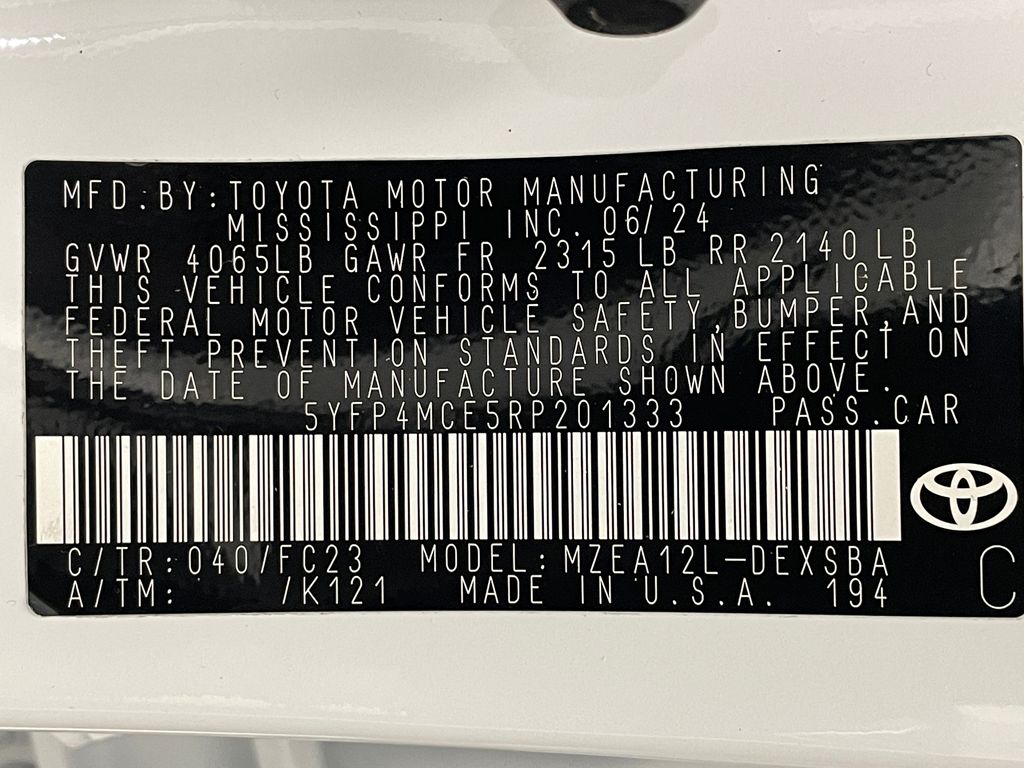 MFD.BY:TOYOTA MOTOR MANUFACTURING
MISSISSIPPI INC. 06/24
GVWR 4065LB GAWR FR 2315 LB RR 2140 LB
THIS VEHICLE CONFORMS TO ALL APPLICABLE
FEDERAL MOTOR VEHICLE SAFETY,BUMPER,AND
THEFT PREVENTION STANDARDS IN EFFECT ON
THE DATE OF MANUFACTURE SHOWN ABOVE.
5YFP4MCE5RP201333 PASS.CAR
C/TR:040/FC23 MODEL:MZEA12L-DEXSBA
A/TM: /K121 MADE IN U.S.A. 194
C